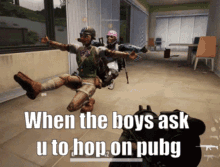 When the boys ask
u to hop on pubg